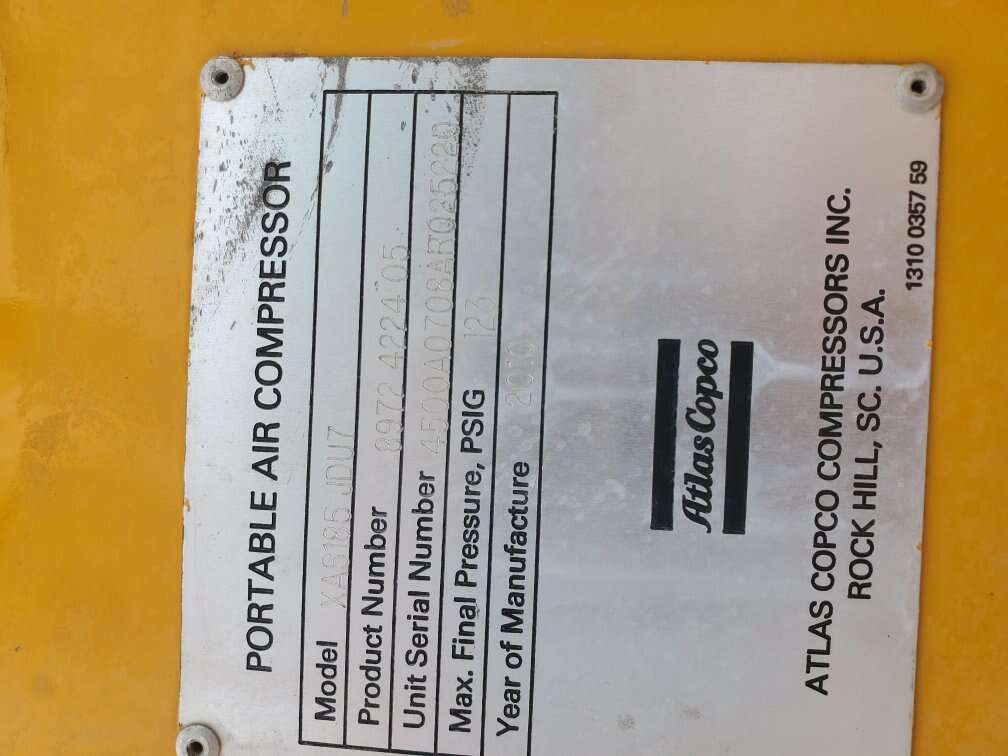 PORTABLE AIR COMPRESSOR
Model XAS185 JDU7
Product Number 8972 4224 05
Unit Serial Number
Max. Final Pressure, PSIG 123
Year of Manufacture 2010
Atlas Copco
ATLAS COPCO COMPRESSORS INC.
ROCK HILL, SC. U.S.A.
1310 0357 59